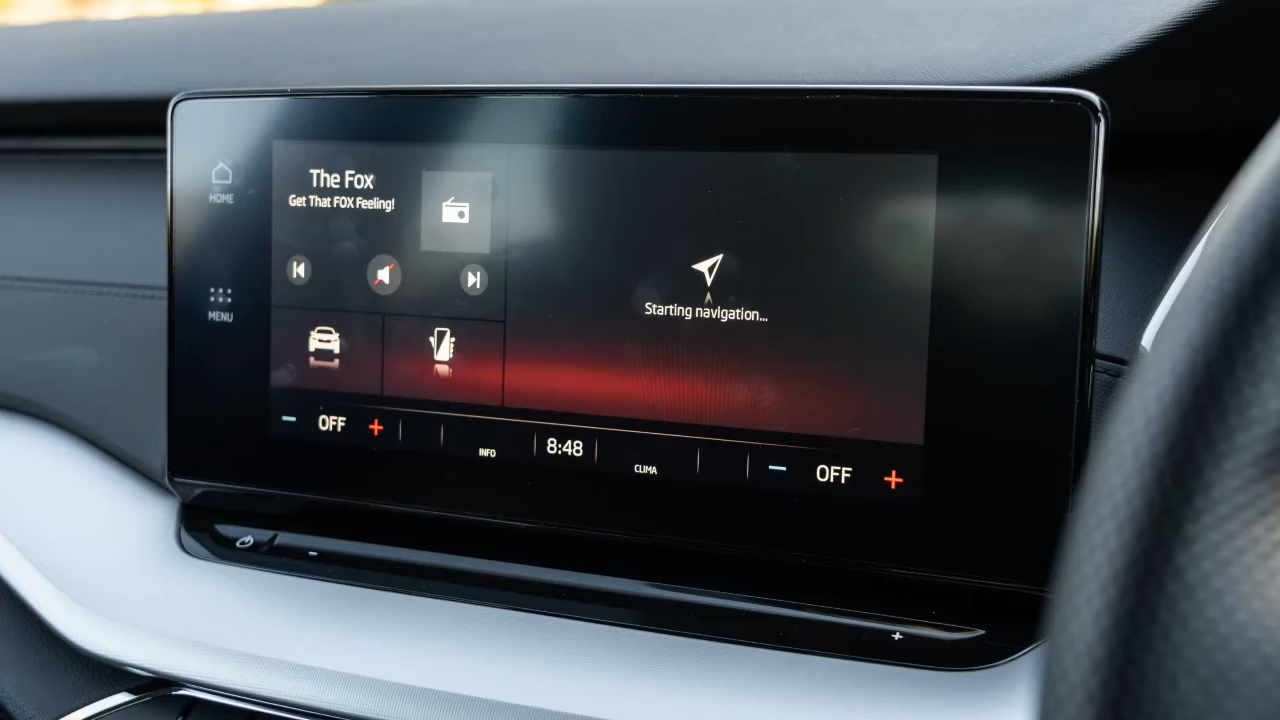 HOME
MENU
The Fox
Get That FOX Feeling!
Starting navigation...
- OFF +
INFO
8:48
CLIMA
- OFF +
- +